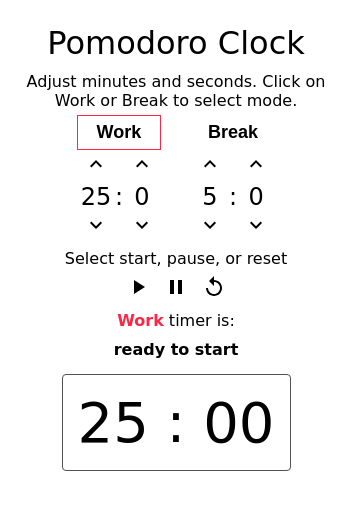 Pomodoro Clock
Adjust minutes and seconds. Click on
Work or Break to select mode.
Work Break
25 : 0 5 : 0
Select start, pause, or reset
Work timer is:
ready to start
25 : 00